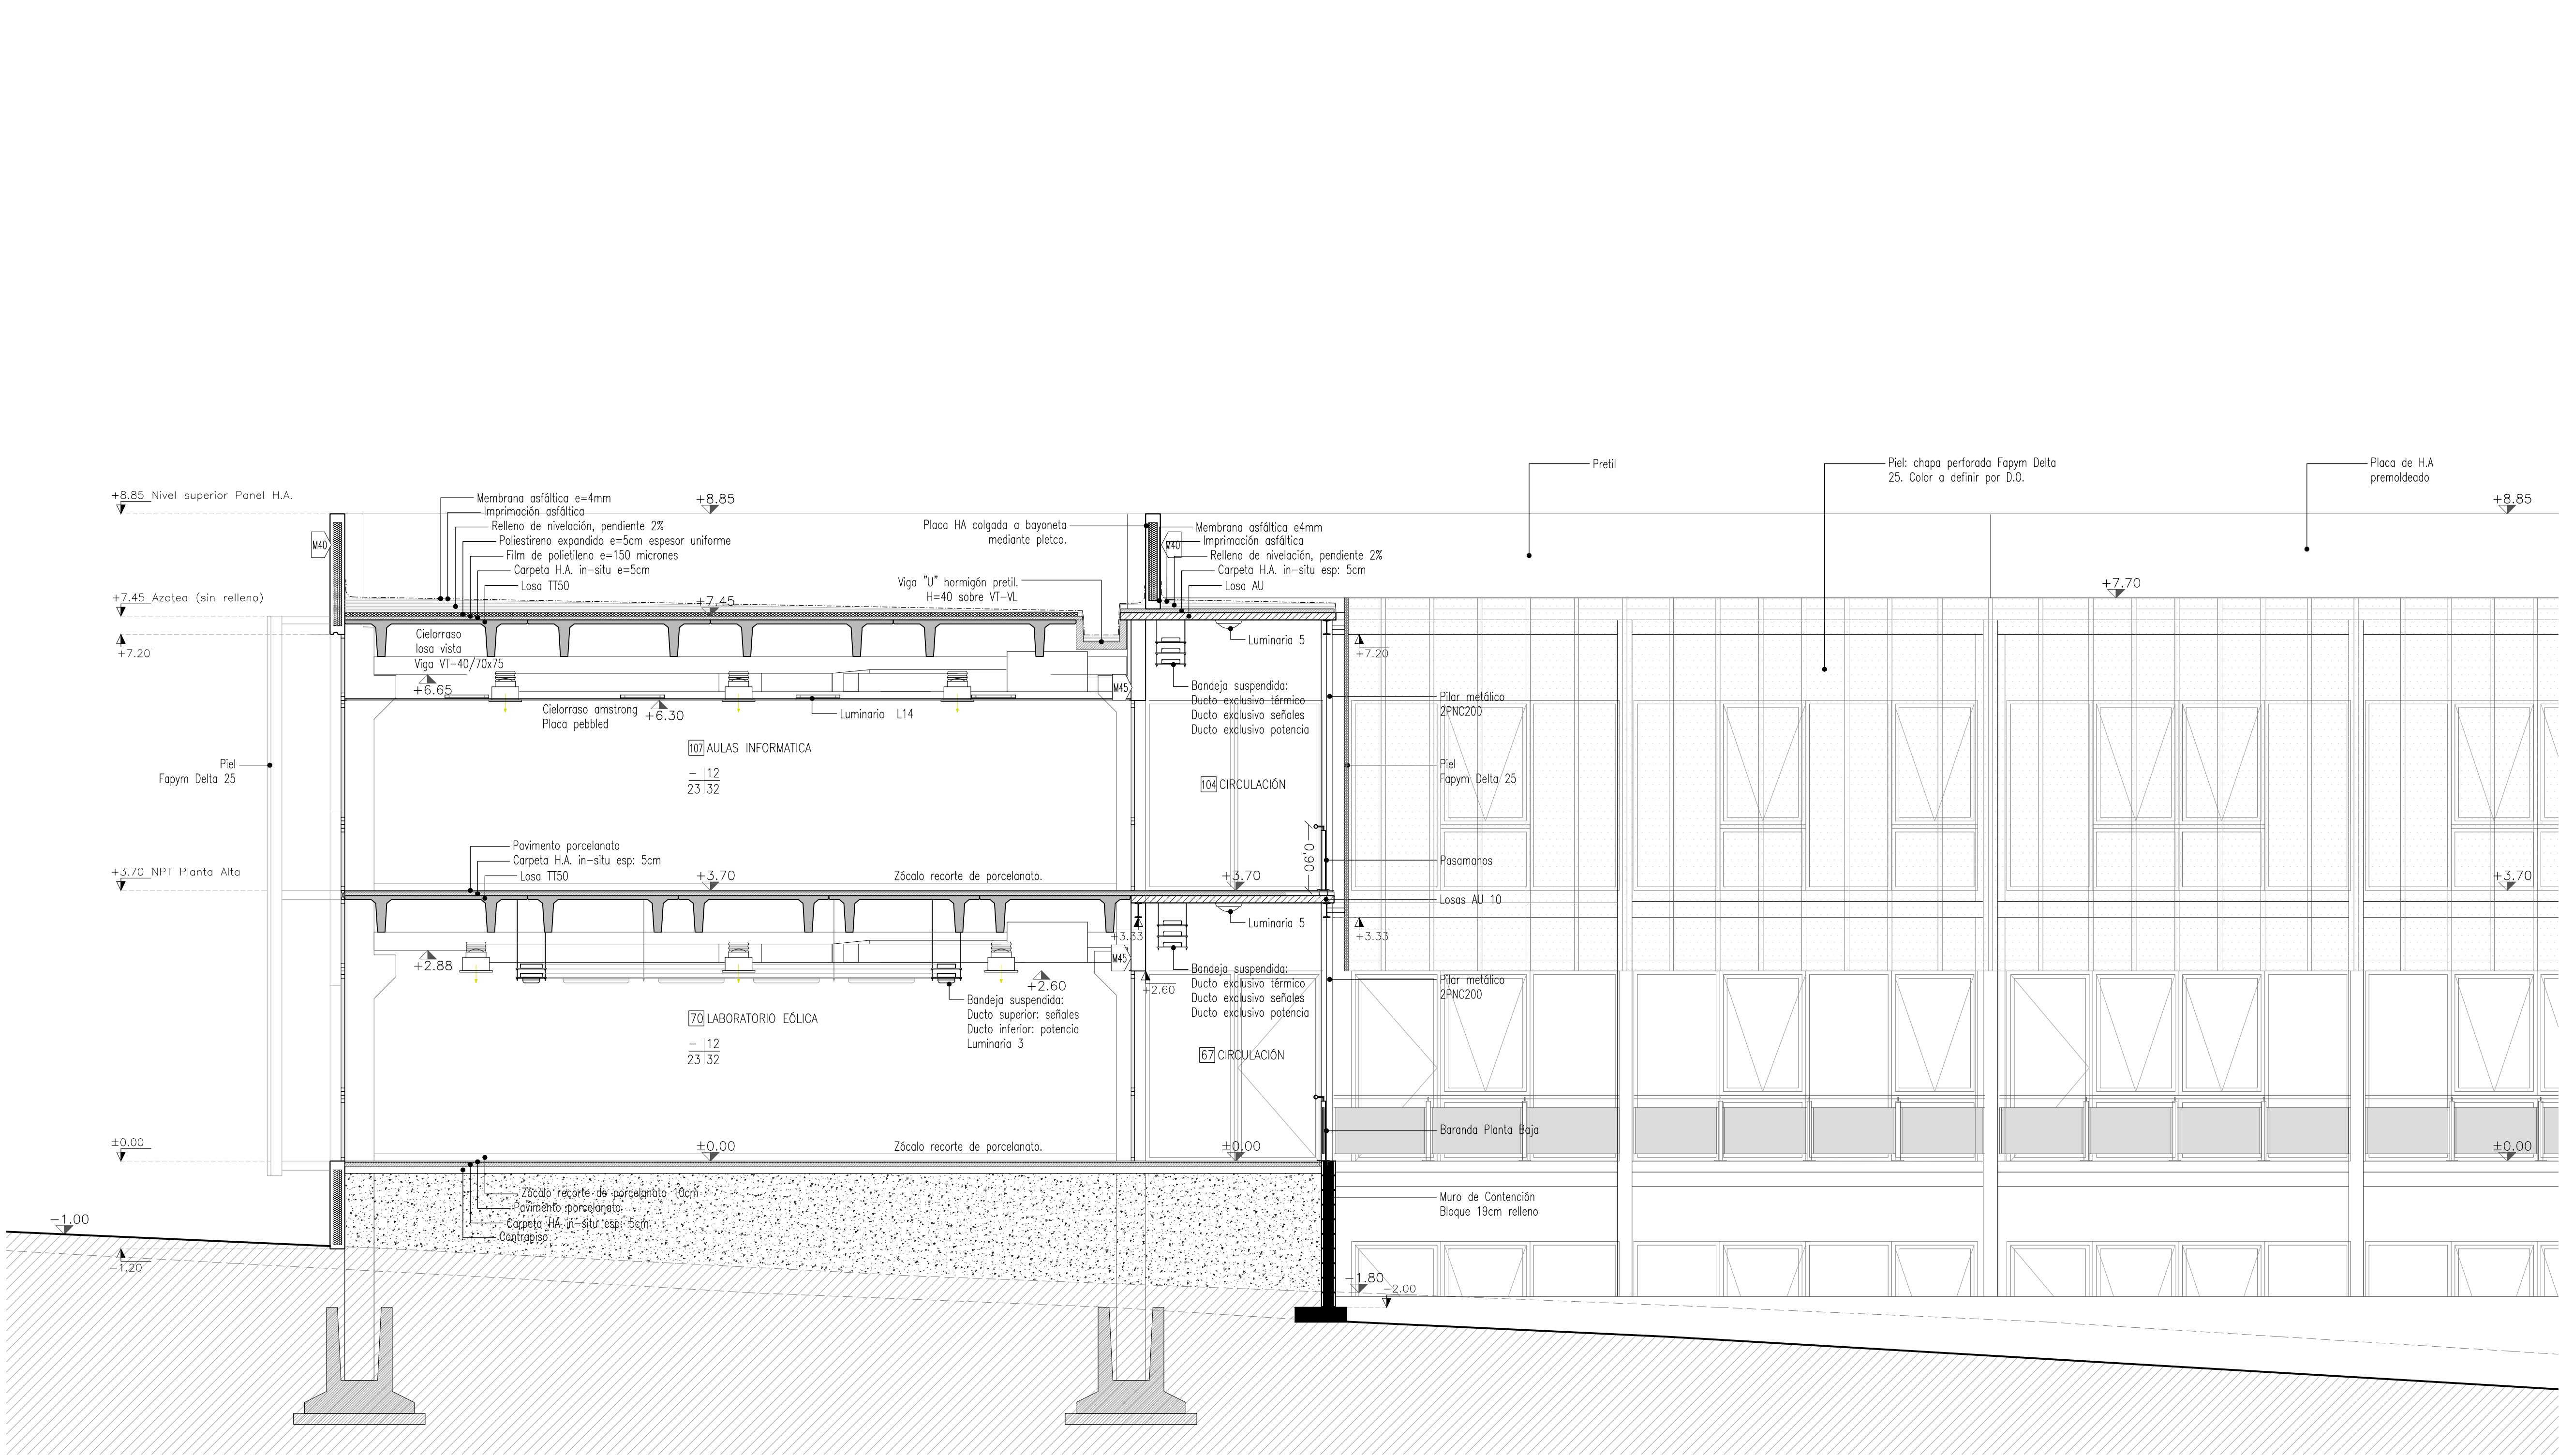 Pretil
Piel: chapa perforada Fapym Delta
25. Color a definir por D.O.
Placa de H.A
premoldeado
+8.85 Nivel superior Panel H.A.
Membrana asfáltica e=4mm
Imprimación asfáltica
Relleno de nivelación, pendiente 2%
Poliestireno expandido e=5cm espesor uniforme
Film de polietileno e=150 micrones
Carpeta H.A. in-situ e=5cm
Losa TT50
+8.85
Placa HA colgada a bayoneta
mediante pletco.
Viga "U" hormigón pretil.
H=40 sobre VT-VL
Membrana asfáltica e4mm
Imprimación asfáltica
Relleno de nivelación, pendiente 2%
Carpeta H.A. in-situ esp: 5cm
Losa AU
+8.85
M40
M40
+7.70
+7.45 Azotea (sin relleno)
+7.45
+7.20
Cielorraso
losa vista
Viga VT-40/70x75
+6.65
Luminaria 5
+7.20
M45
Cielorraso amstrong
Placa pebbled
+6.30
Luminaria L14
Bandeja suspendida:
Ducto exclusivo térmico
Ducto exclusivo señales
Ducto exclusivo potencia
Pilar metálico
2PNC200
107 AULAS INFORMATICA
- 12
23 32
Piel
Fapym Delta 25
104 CIRCULACIÓN
Piel
Fapym Delta 25
Pavimento porcelanato
Carpeta H.A. in-situ esp: 5cm
Losa TT50
0,90
Pasamanos
+3.70 NPT Planta Alta
+3.70
Zócalo recorte de porcelanato.
+3.70
+3.70
Losas AU 10
Luminaria 5
+3.33
+3.33
+2.88
M45
+2.60
+2.60
Bandeja suspendida:
Ducto superior: señales
Ducto inferior: potencia
Luminaria 3
Bandeja suspendida:
Ducto exclusivo térmico
Ducto exclusivo señales
Ducto exclusivo potencia
Pilar metálico
2PNC200
70 LABORATORIO EÓLICA
- 12
23 32
67 CIRCULACIÓN
Baranda Planta Baja
±0.00
±0.00
Zócalo recorte de porcelanato.
±0.00
±0.00
Zócalo recorte de porcelanato 10cm
Pavimento porcelanato
Carpeta HA in-situ esp: 5cm
Contrapiso
Muro de Contención
Bloque 19cm relleno
-1.00
-1.20
-1.80
-2.00